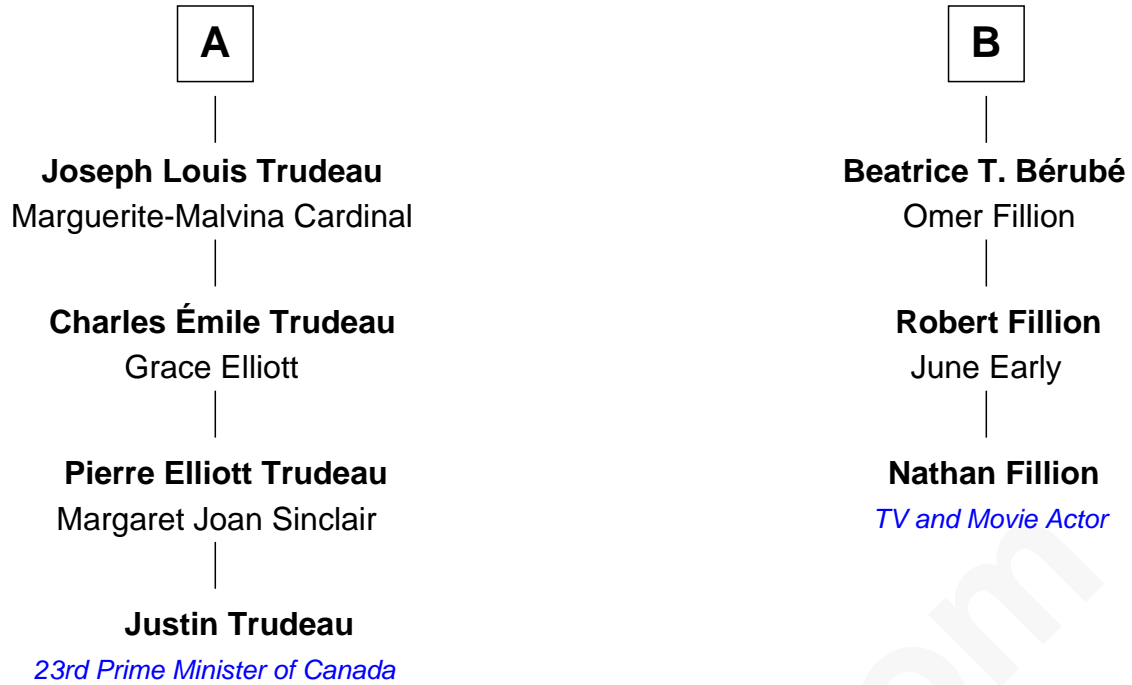 A
Joseph Louis Trudeau
Marguerite-Malvina Cardinal
Charles Émile Trudeau
Grace Elliott
Pierre Elliott Trudeau
Margaret Joan Sinclair
Justin Trudeau
23rd Prime Minister of Canada
B
Beatrice T. Bérubé
Omer Fillion
Robert Fillion
June Early
Nathan Fillion
TV and Movie Actor
om